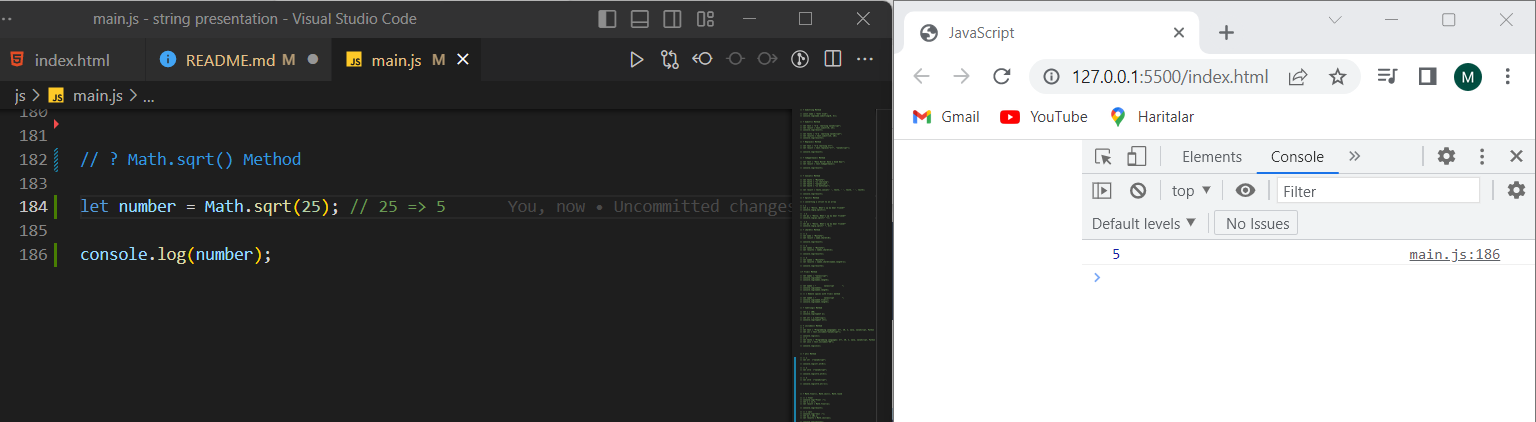 main.js - string presentation - Visual Studio Code
index.html
README.md M
main.js M
js > main.js > ...
180
181
182 // ? Math.sqrt() Method
183
184 let number = Math.sqrt(25); // 25 => 5 You, now • Uncommitted changes
185
186 console.log(number);
JavaScript
127.0.0.1:5500/index.html
M
Gmail YouTube Haritalar
Elements Console
top Filter
Default levels No Issues
5 main.js:186